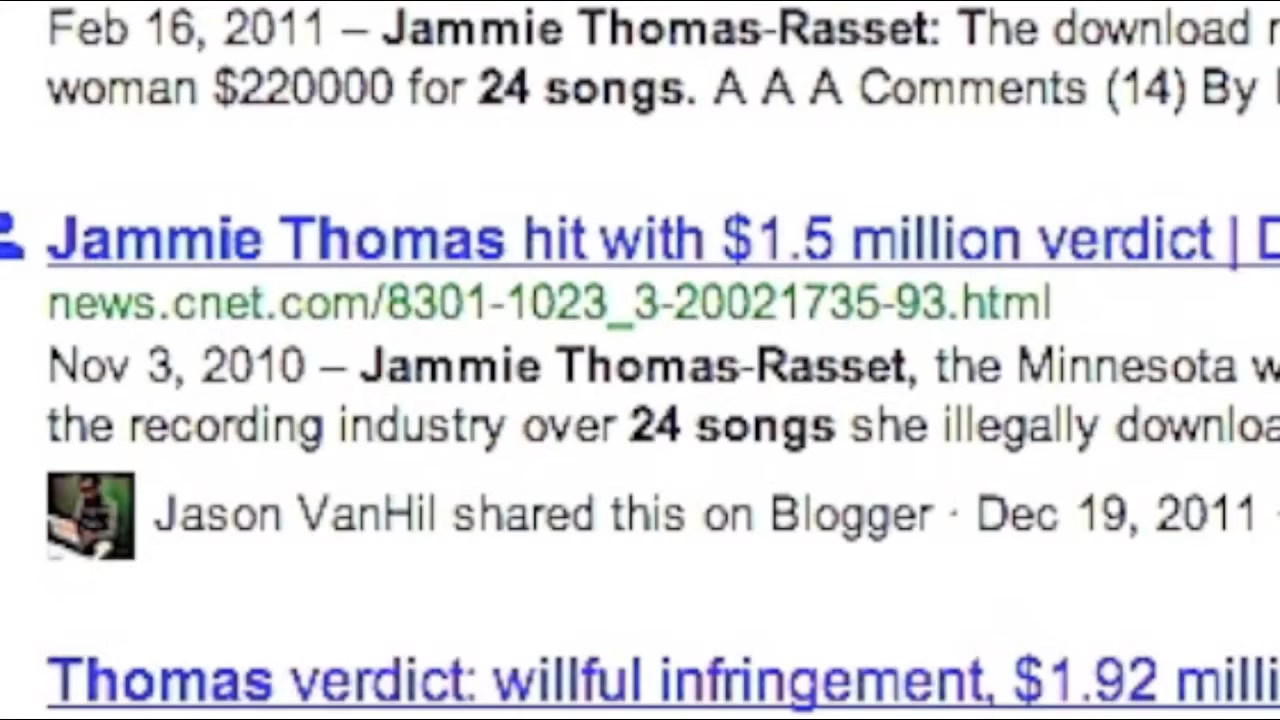 Feb 16, 2011 – Jammie Thomas-Rasset: The download
woman $220000 for 24 songs. A A A Comments (14) By
Jammie Thomas hit with $1.5 million verdict |
news.cnet.com/8301-1023_3-20021735-93.html
Nov 3, 2010 – Jammie Thomas-Rasset, the Minnesota
the recording industry over 24 songs she illegally downloa
Jason VanHil shared this on Blogger · Dec 19, 2011
Thomas verdict: willful infringement, $1.92 milli